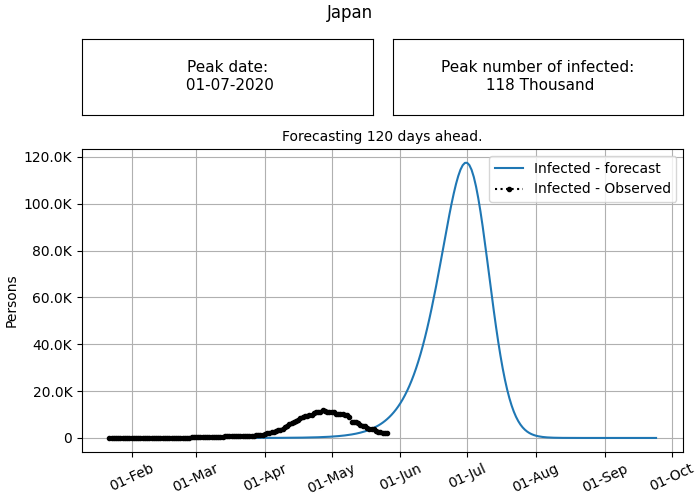 Japan
Peak date:
01-07-2020
Peak number of infected:
118 Thousand
Forecasting 120 days ahead.
120.0K
100.0K
80.0K
60.0K
40.0K
20.0K
0
Persons
Infected - forecast
Infected - Observed
01-Feb
01-Mar
01-Apr
01-May
01-Jun
01-Jul
01-Aug
01-Sep
01-Oct